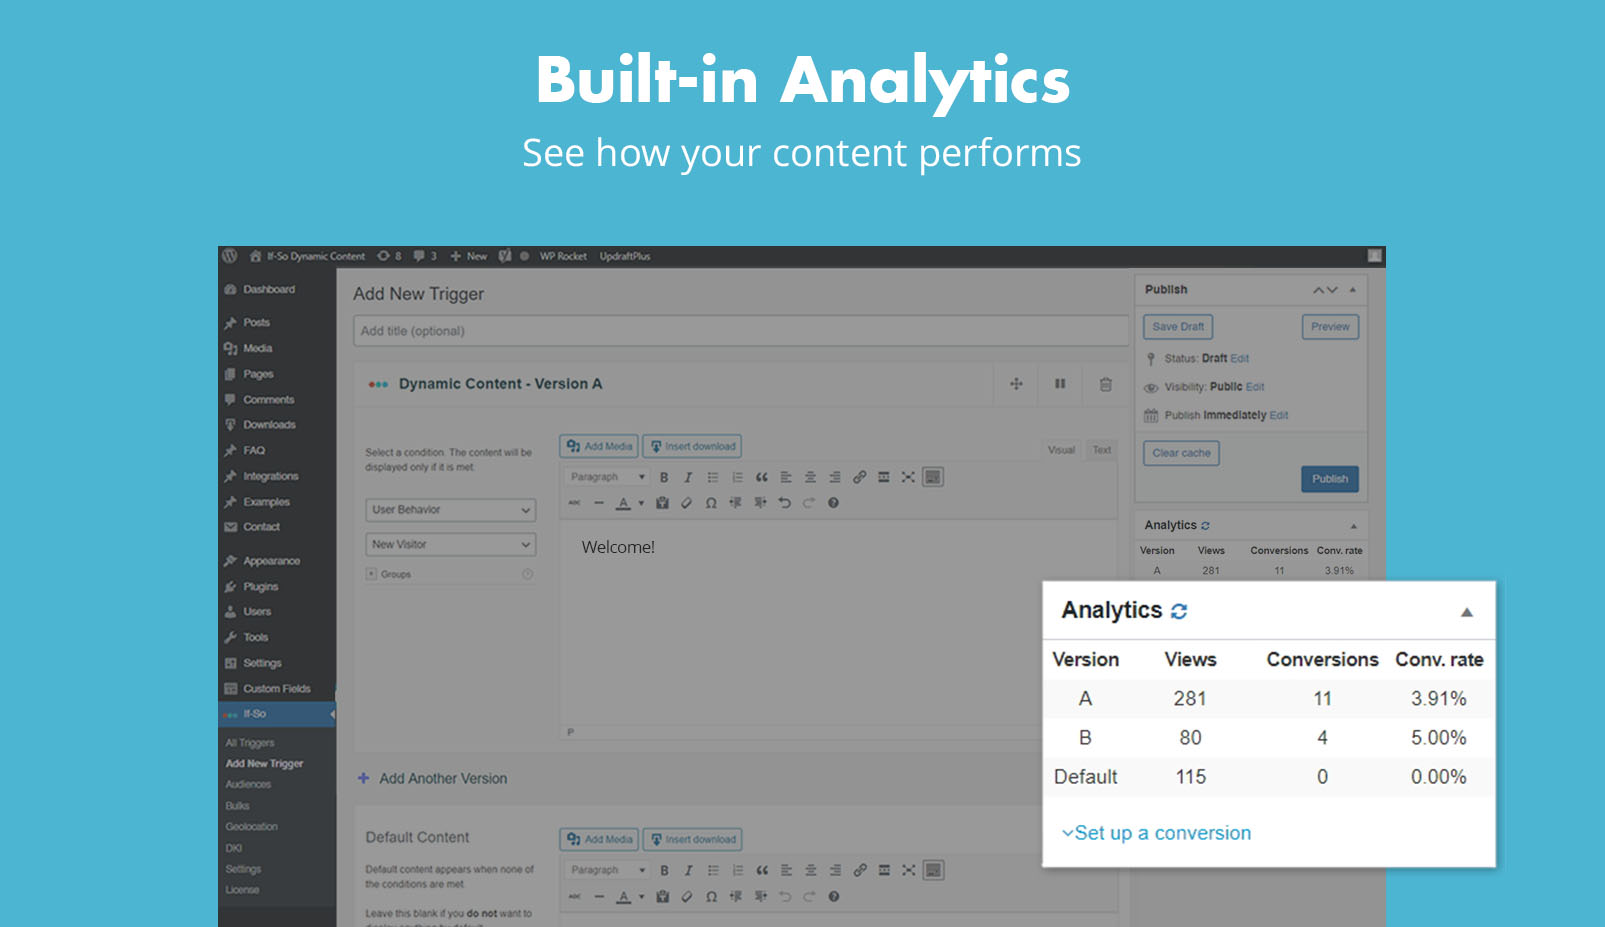 Built-in Analytics
See how your content performs
If-So Dynamic Content 8 3 New WP Rocket UpdraftPlus
Dashboard
Posts
Media
Pages
Comments
Downloads
FAQ
Integrations
Examples
Contact
Appearance
Plugins
Users
Tools
Settings
Custom Fields
If-So
All Triggers
Add New Trigger
Audiences
Bulks
Geolocation
DKI
Settings
License
Add New Trigger
Add title (optional)
Dynamic Content - Version A
Select a condition. The content will be
displayed only if it is met.
User Behavior
New Visitor
Groups
Add Media Insert download
Visual Text
Paragraph B I
ABC A Ω
Welcome!
P
Add Another Version
Default Content
Default content appears when none of
the conditions are met.
Leave this blank if you do not want to
display anything by default.
Add Media Insert download
Paragraph B I
ABC A Ω
Publish
Save Draft Preview
Status: Draft Edit
Visibility: Public Edit
Publish Immediately Edit
Clear cache
Publish
Analytics
Version Views Conversions Conv. rate
A 281 11 3.91%
Analytics
Version Views Conversions Conv. rate
A 281 11 3.91%
B 80 4 5.00%
Default 115 0 0.00%
Set up a conversion